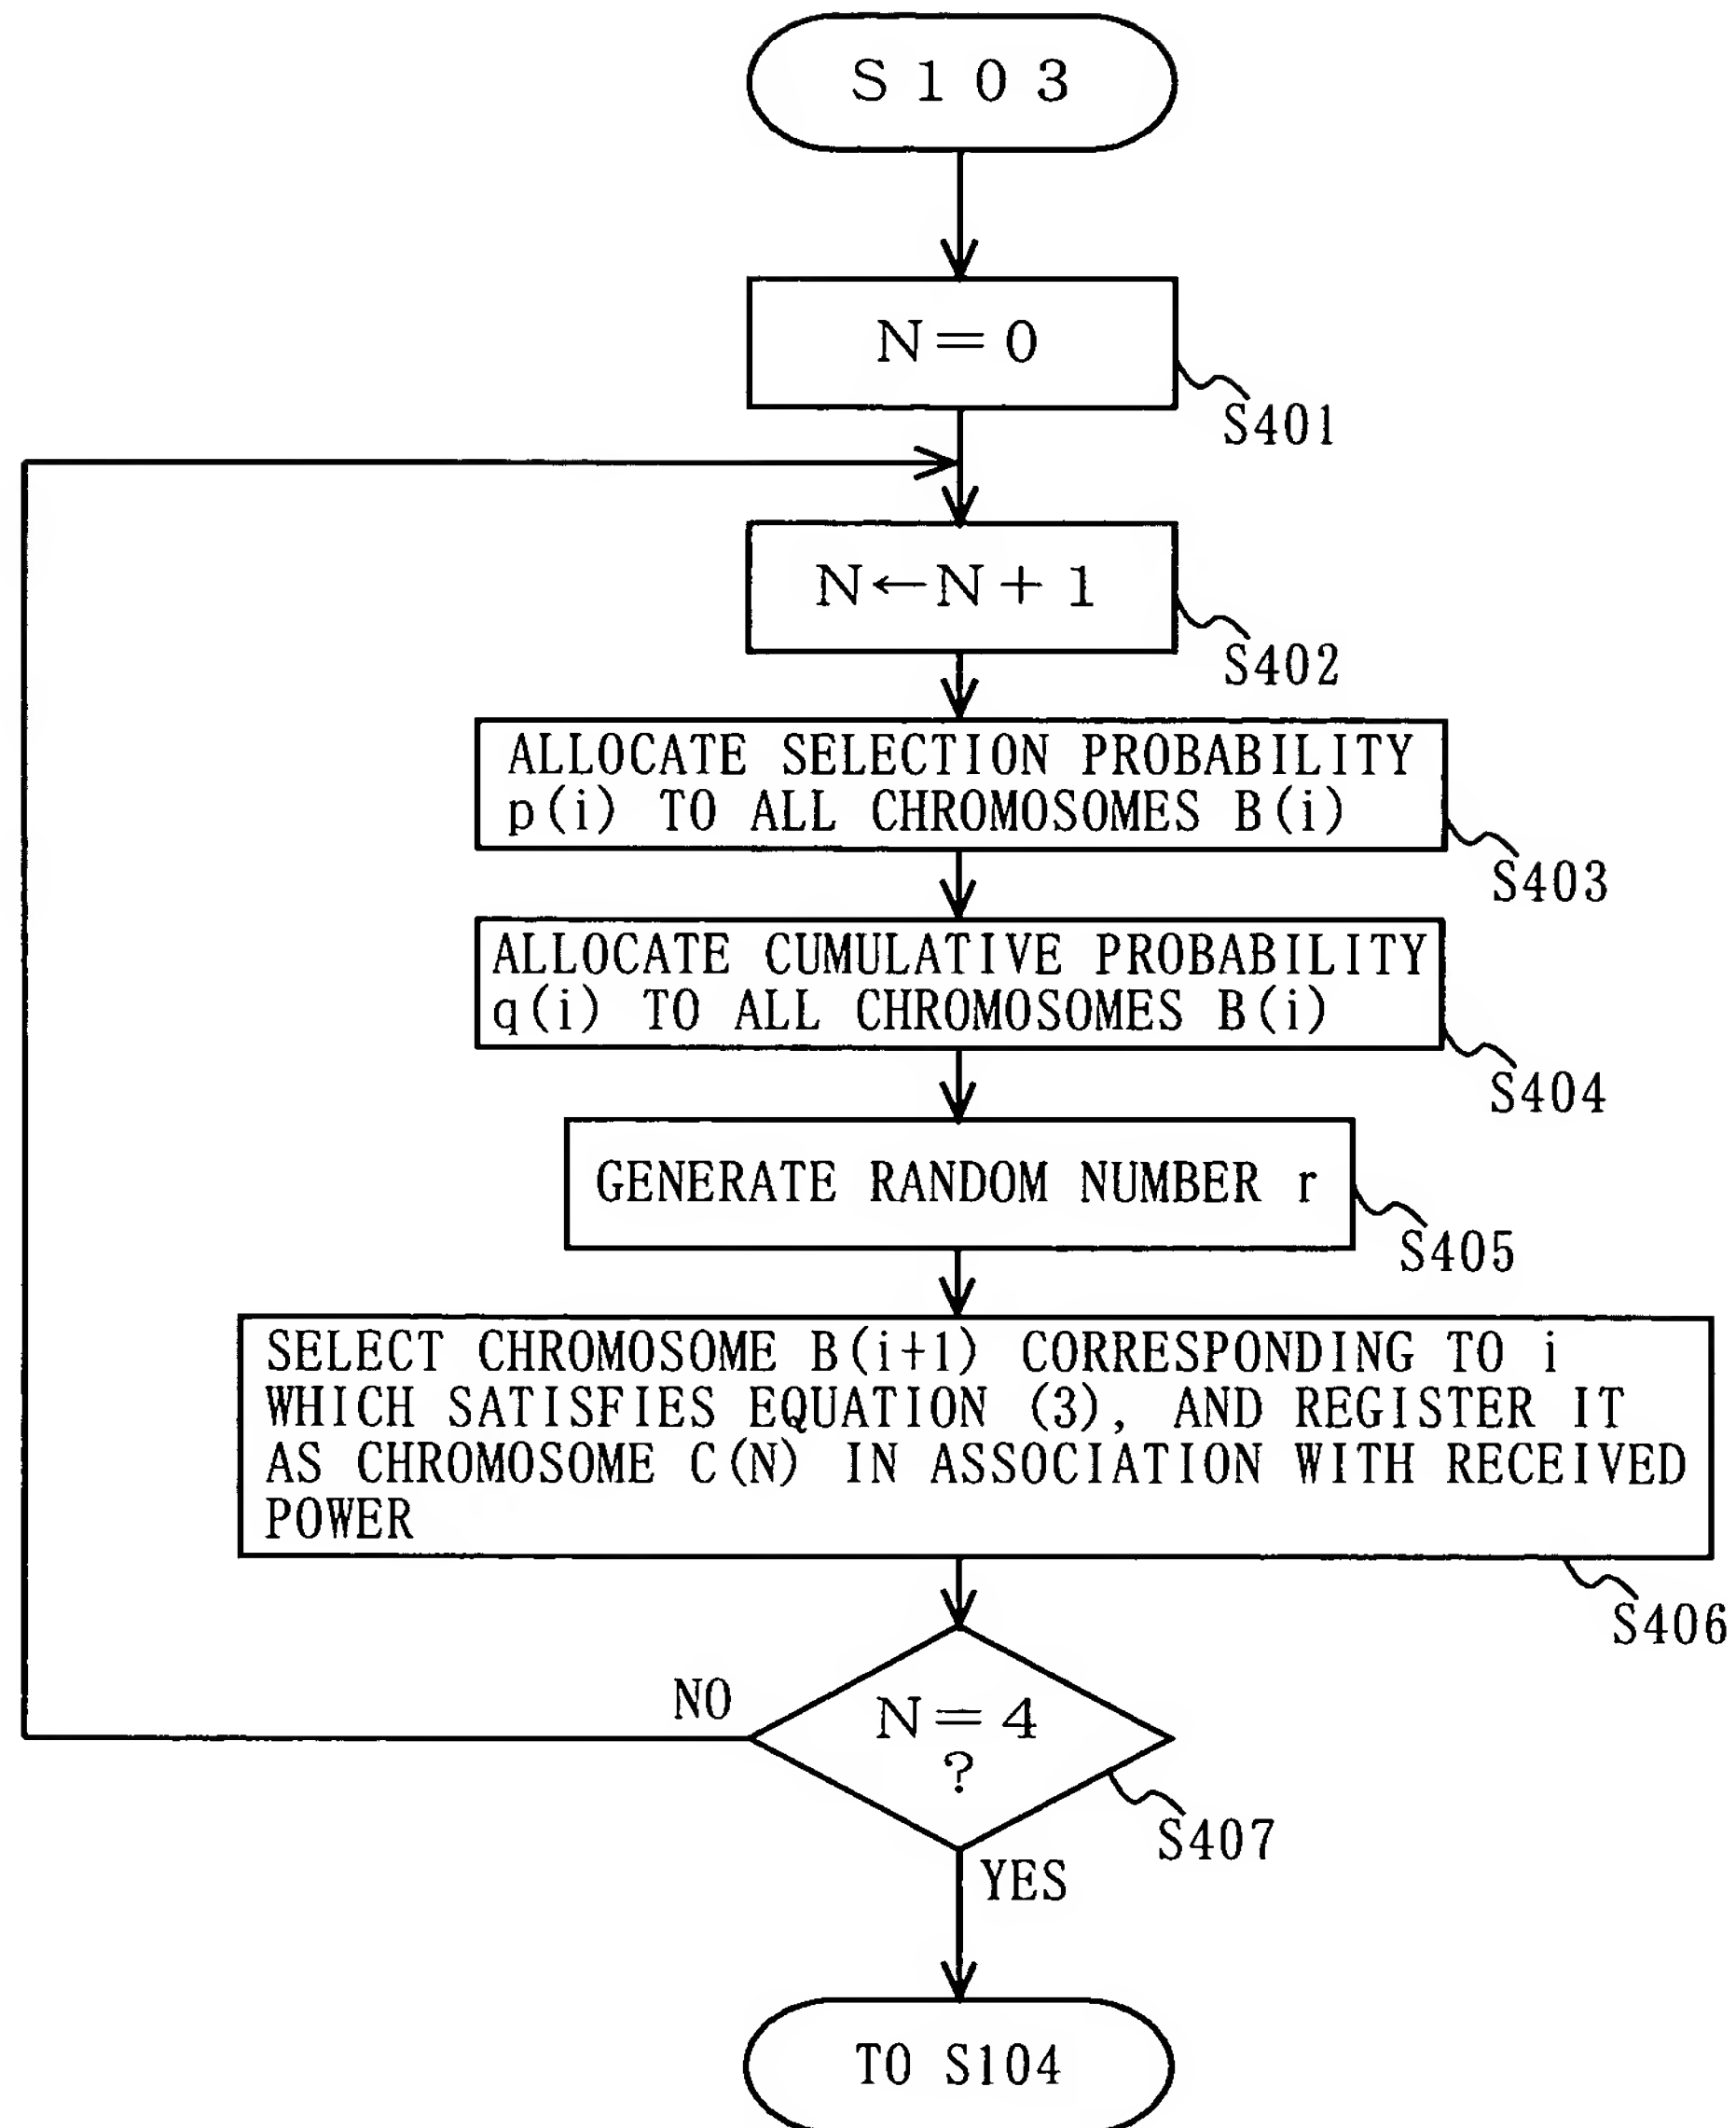 S103
N=0
S401
N←N+1
S402
ALLOCATE SELECTION PROBABILITY
p(i) TO ALL CHROMOSOMES B(i)
S403
ALLOCATE CUMULATIVE PROBABILITY
q(i) TO ALL CHROMOSOMES B(i)
S404
GENERATE RANDOM NUMBER r
S405
SELECT CHROMOSOME B(i+1) CORRESPONDING TO i
WHICH SATISFIES EQUATION (3), AND REGISTER IT
AS CHROMOSOME C(N) IN ASSOCIATION WITH RECEIVED
POWER
S406
NO
N=4
?
S407
YES
TO S104